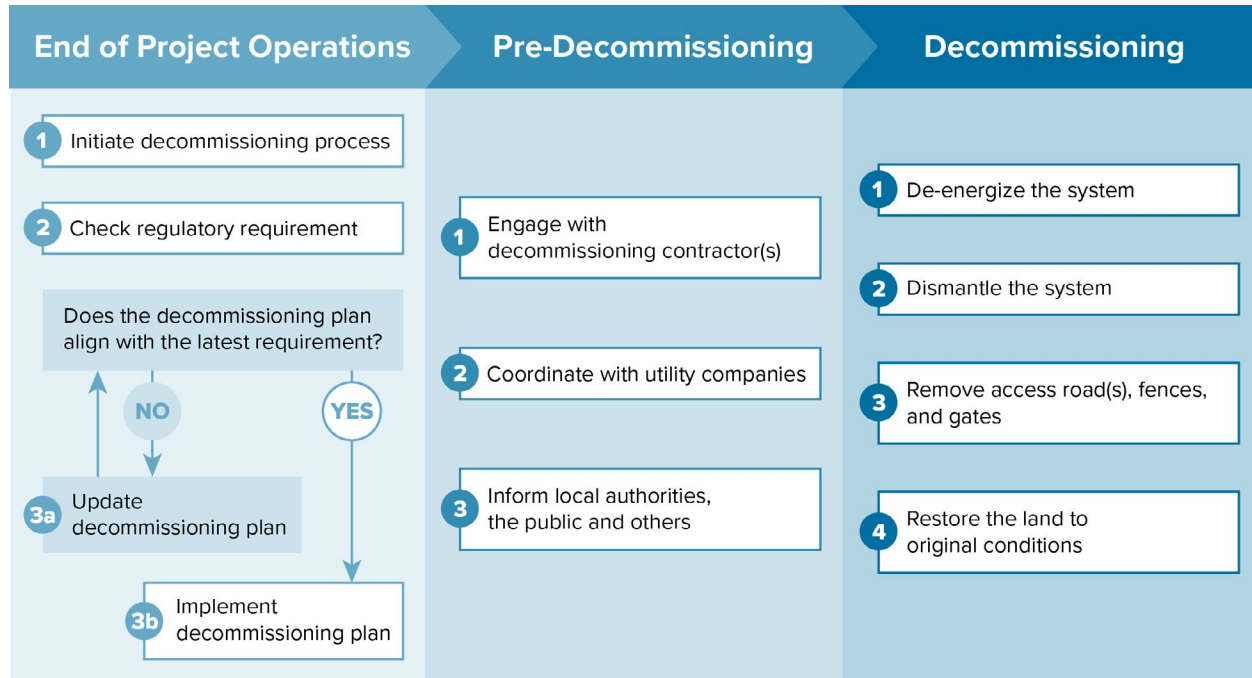 End of Project Operations
1
Initiate decommissioning process
2
Check regulatory requirement
Does the decommissioning plan
align with the latest requirement?
NO
YES
3a
Update
decommissioning plan
3b
Implement
decommissioning plan
Pre-Decommissioning
1
Engage with
decommissioning contractor(s)
2
Coordinate with utility companies
3
Inform local authorities,
the public and others
Decommissioning
1
De-energize the system
2
Dismantle the system
3
Remove access road(s), fences,
and gates
4
Restore the land to
original conditions